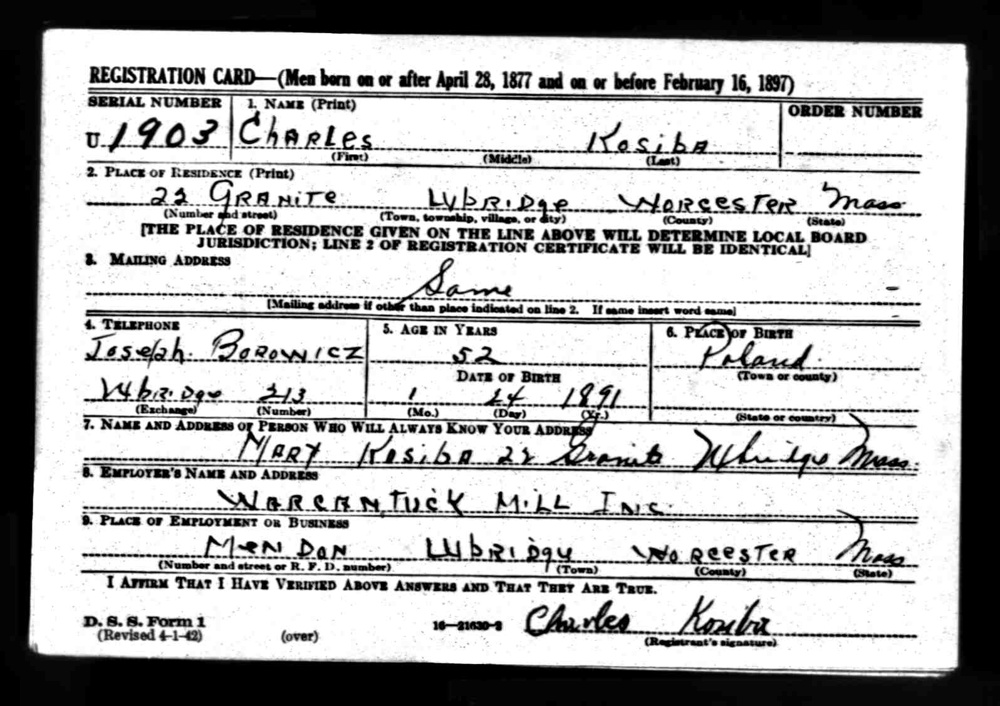 REGISTRATION CARD—(Men born on or after April 28, 1877 and on or before February 16, 1897)
SERIAL NUMBER 1. NAME (Print) ORDER NUMBER
U 1903 CHARLes KosibA
(First) (Middle) (Last)
2. PLACE OF RESIDENCE (Print)
22 GRANiTe UybRiDge WoRCesTeR Mass
(Number and street) (Town, township, village, or city) (County) (State)
[THE PLACE OF RESIDENCE GIVEN ON THE LINE ABOVE WILL DETERMINE LOCAL BOARD
JURISDICTION; LINE 2 OF REGISTRATION CERTIFICATE WILL BE IDENTICAL]
3. MAILING ADDRESS
Same
[Mailing address if other than place indicated on line 2. If same insert word same]
4. TELEPHONE 5. AGE IN YEARS 6. PLACE OF BIRTH
Joseph. BoRowicz 52 Poland
DATE OF BIRTH (Town or county)
213 1 24 1891
(Exchange) (Number) (Mo.) (Day) (Yr.) (State or country)
7. NAME AND ADDRESS OF PERSON WHO WILL ALWAYS KNOW YOUR ADDRESS
MARY KosibA 22 Granite Mass
8. EMPLOYER'S NAME AND ADDRESS
MiLL INC.
9. PLACE OF EMPLOYMENT OR BUSINESS
MeNDON WoRCesTeR Mass
(Number and street or R. F. D. number) (Town) (County) (State)
I AFFIRM THAT I HAVE VERIFIED ABOVE ANSWERS AND THAT THEY ARE TRUE.
D. S. S. Form 1 16—21630-2 Charles Kosiba
(Revised 4-1-42) (over) (Registrant's signature)